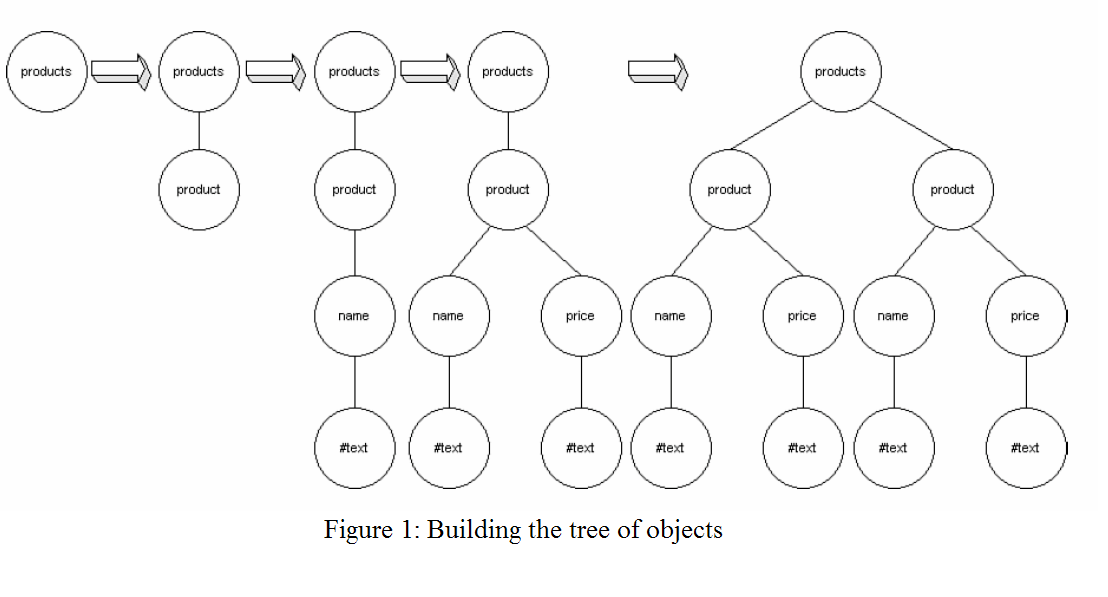 products products products products products
product product product product product
name name price name price name price
#text #text #text #text #text #text #text
Figure 1: Building the tree of objects